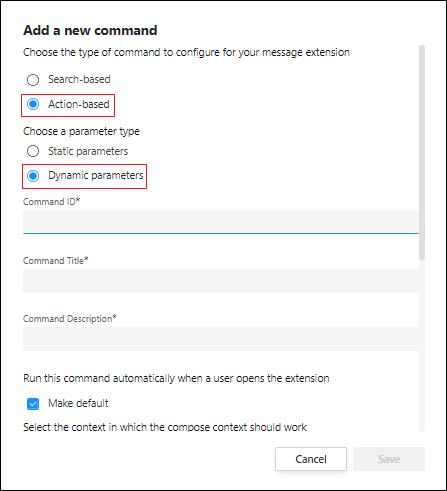 Add a new command
Choose the type of command to configure for your message extension
Search-based
Action-based
Choose a parameter type
Static parameters
Dynamic parameters
Command ID*
Command Title*
Command Description*
Run this command automatically when a user opens the extension
Make default
Select the context in which the compose context should work
Cancel
Save